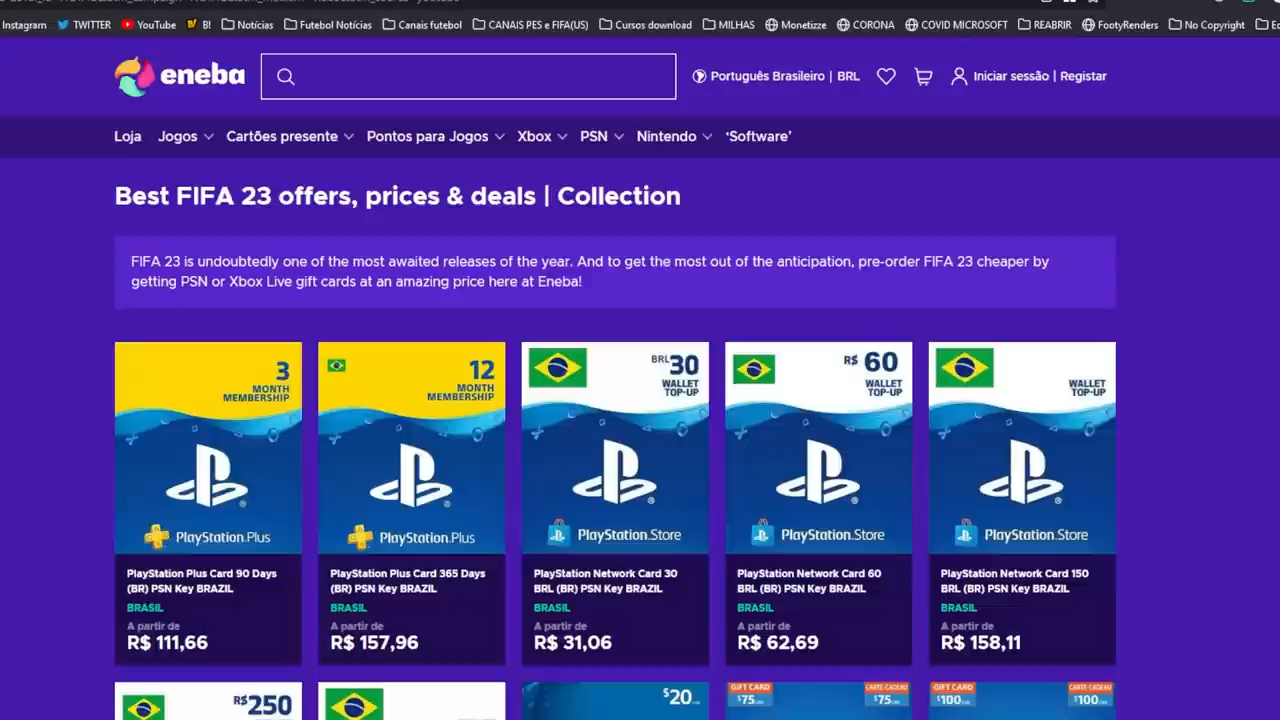 Instagram TWITTER YouTube B! Notícias Futebol Notícias Canais futebol CANAIS PES e FIFA(US) Cursos download MILHAS Monetizze CORONA COVID MICROSOFT REABRIR FootyRenders No Copyright
eneba Português Brasileiro | BRL Iniciar sessão | Registar
Loja Jogos Cartões presente Pontos para Jogos Xbox PSN Nintendo ‘Software’
Best FIFA 23 offers, prices & deals | Collection
FIFA 23 is undoubtedly one of the most awaited releases of the year. And to get the most out of the anticipation, pre-order FIFA 23 cheaper by
getting PSN or Xbox Live gift cards at an amazing price here at Eneba!
3
MONTH
MEMBERSHIP
PlayStation.Plus
PlayStation Plus Card 90 Days
(BR) PSN Key BRAZIL
BRASIL
A partir de
R$ 111,66
12
MONTH
MEMBERSHIP
PlayStation.Plus
PlayStation Plus Card 365 Days
(BR) PSN Key BRAZIL
BRASIL
A partir de
R$ 157,96
BRL30
WALLET
TOP-UP
PlayStation.Store
PlayStation Network Card 30
BRL (BR) PSN Key BRAZIL
BRASIL
A partir de
R$ 31,06
R$ 60
WALLET
TOP-UP
PlayStation.Store
PlayStation Network Card 60
BRL (BR) PSN Key BRAZIL
BRASIL
A partir de
R$ 62,69
WALLET
TOP-UP
PlayStation.Store
PlayStation Network Card 150
BRL (BR) PSN Key BRAZIL
BRASIL
A partir de
R$ 158,11
R$250
$20
GIFT CARD CARTE-CADEAU
$75 $75
GIFT CARD CARTE-CADEAU
$100 $100